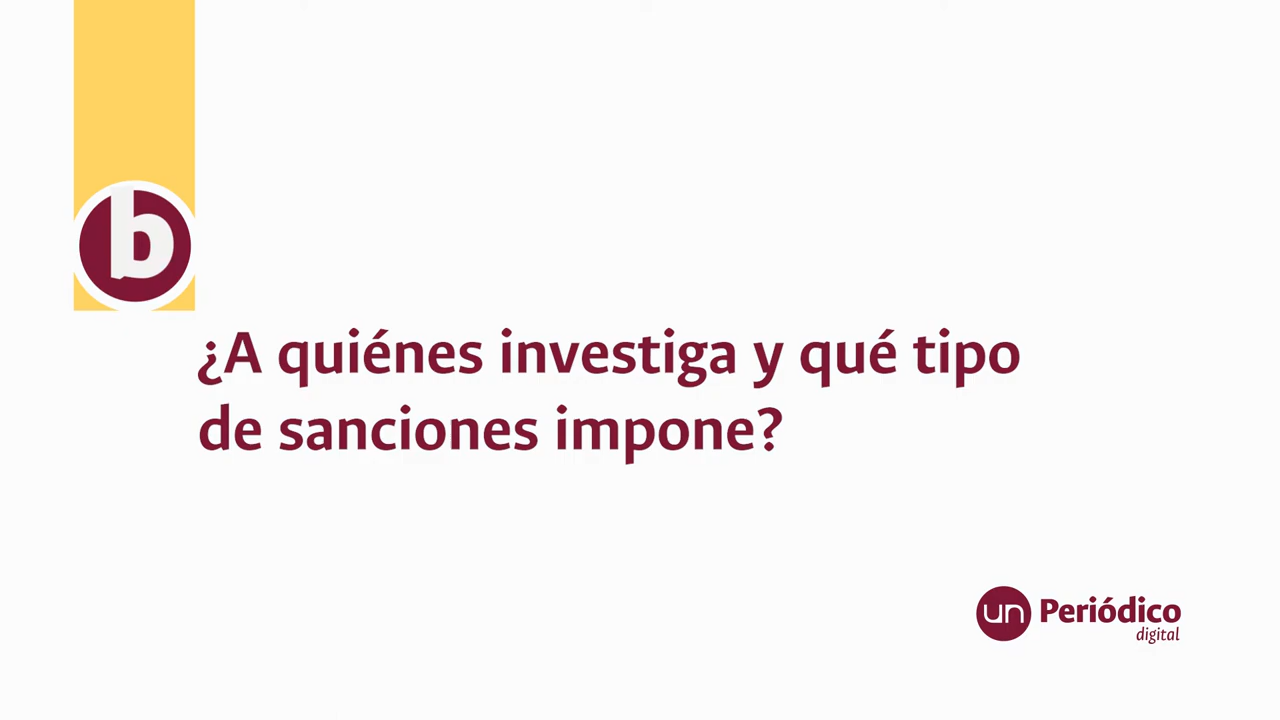 b
¿A quiénes investiga y qué tipo
de sanciones impone?
un Periódico
digital